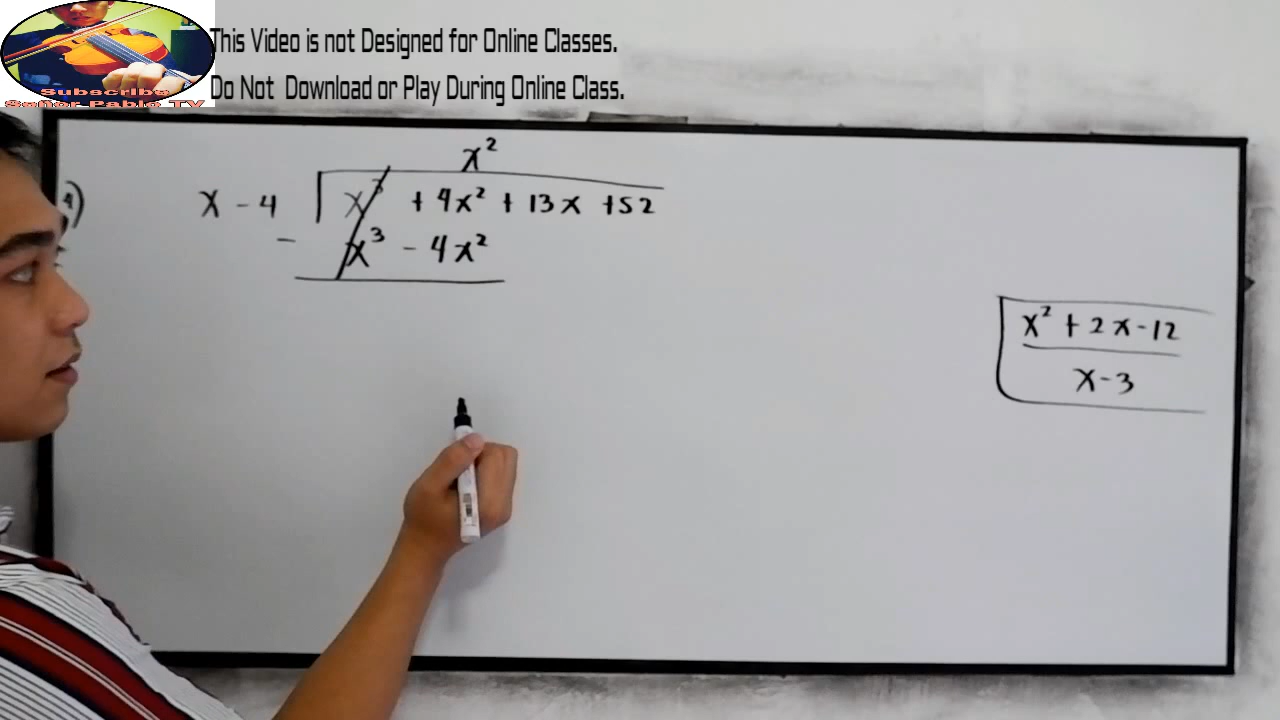 This Video is not Designed for Online Classes.
Do Not Download or Play During Online Class.
Subscribe
Señor Pablo TV
x²
x - 4 x³ + 4x² + 13x + 52
- x³ - 4x²
x² + 2x - 12
x - 3